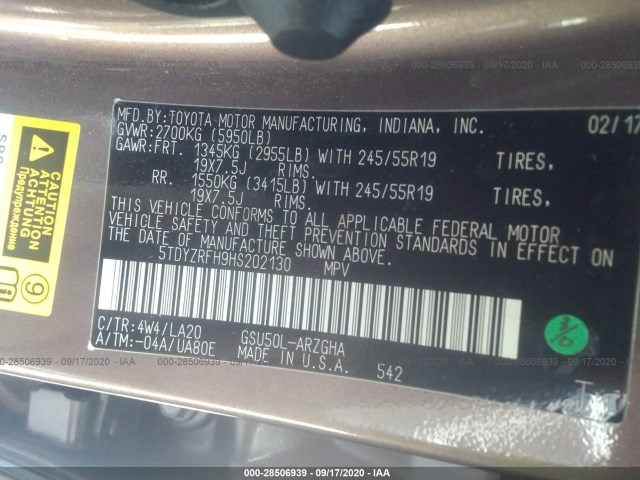 000-28506939 - 09/17/2020 - IAA
MFD.BY:TOYOTA MOTOR MANUFACTURING, INDIANA, INC. 02/17
GVWR:2700KG (5950LB)
GAWR:FRT. 1345KG (2955LB) WITH 245/55R19 TIRES,
19X7.5J RIMS.
RR. 1550KG (3415LB) WITH 245/55R19 TIRES,
19X7.5J RIMS.
THIS VEHICLE CONFORMS TO ALL APPLICABLE FEDERAL MOTOR
VEHICLE SAFETY AND THEFT PREVENTION STANDARDS IN EFFECT ON
THE DATE OF MANUFACTURE SHOWN ABOVE.
5TDYZRFH9HS202130 MPV
C/TR:4W4/LA20 GSU50L-ARZGHA
A/TM:-04A/UA80E MADE IN U.S.A. 542
CAUTION
ATTENTION
ACHTUNG
Предупреждение
SRS
9
000-28506939 - 09/17/2020 - IAA
000-28506939 - 09/17/2020 - IAA